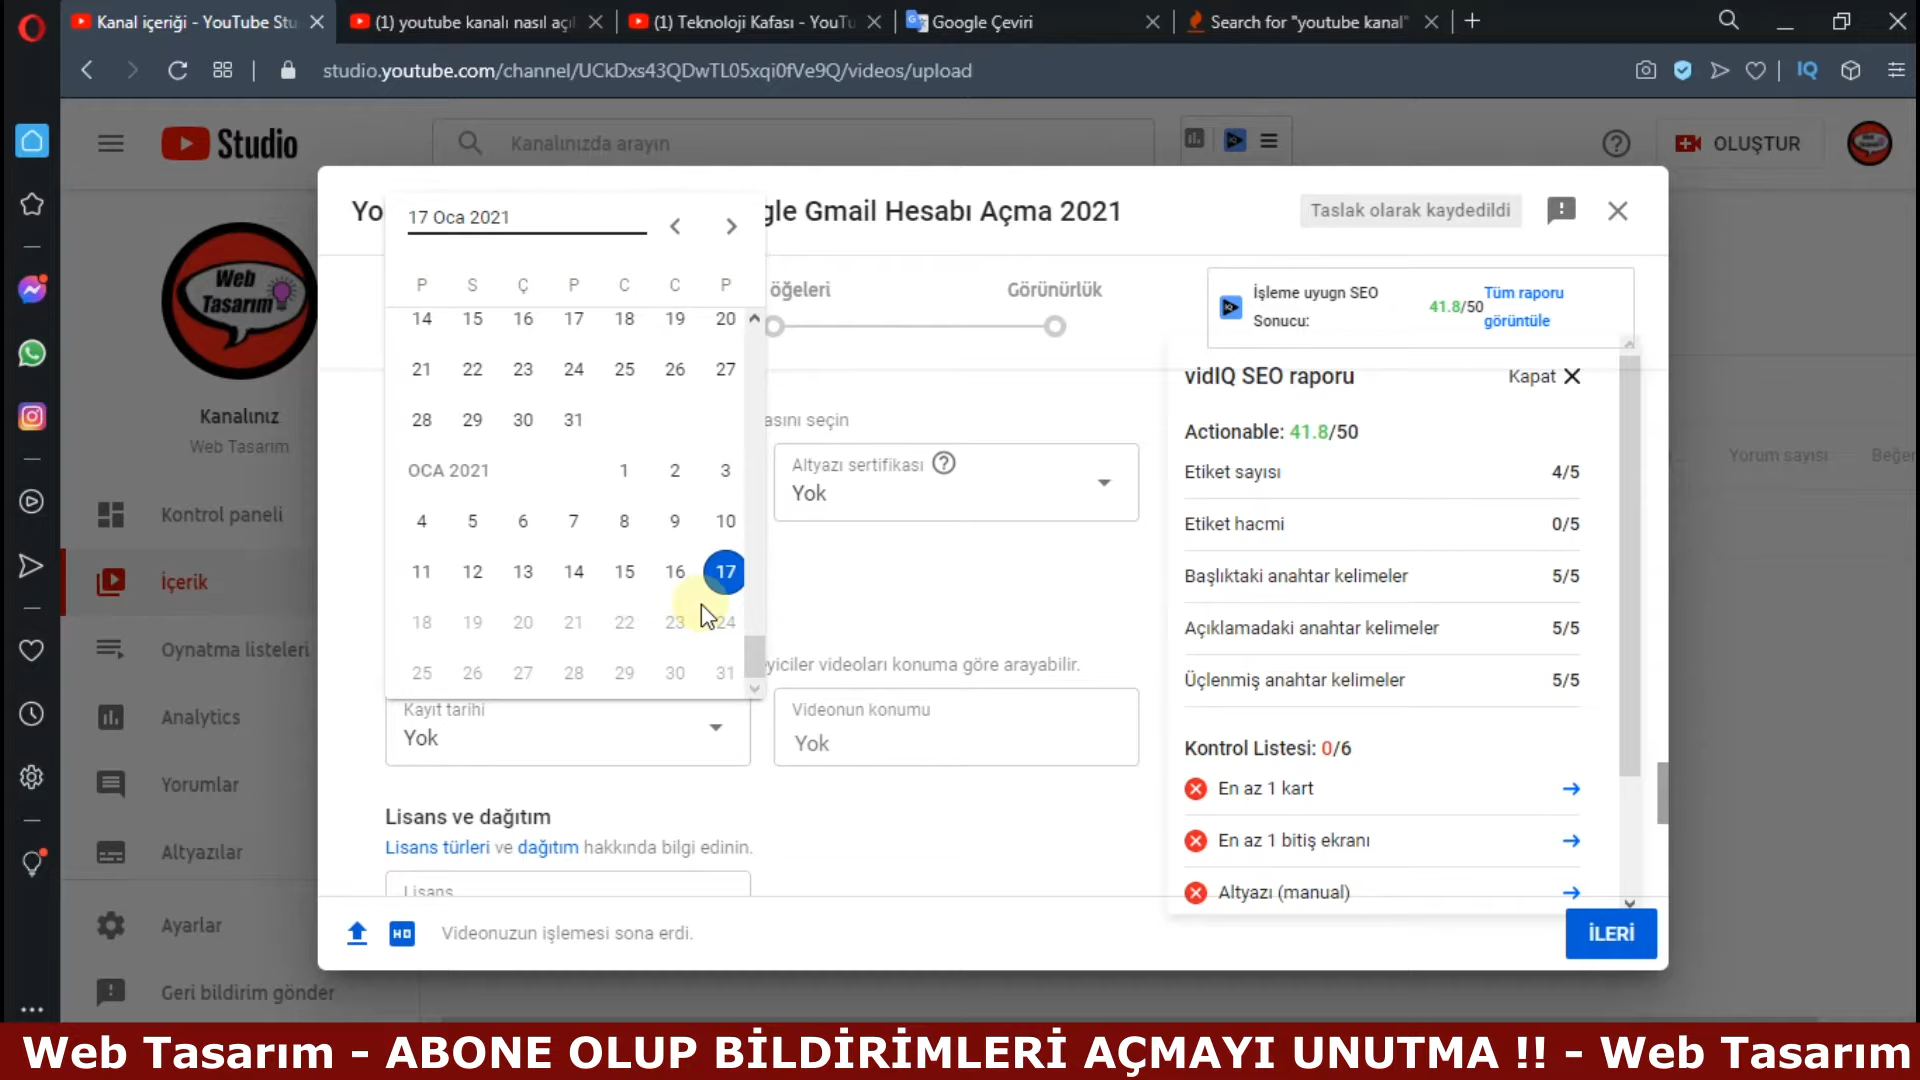 Kanal içeriği - YouTube Stu
(1) youtube kanalı nasıl açıl
(1) Teknoloji Kafası - YouTu
Google Çeviri
Search for "youtube kanal"
studio.youtube.com/channel/UCkDxs43QDwTL05xqi0fVe9Q/videos/upload
Studio
Kanalınızda arayın
OLUŞTUR
gle Gmail Hesabı Açma 2021
Yo
Taslak olarak kaydedildi
17 Oca 2021
P S Ç P C C P
14 15 16 17 18 19 20
21 22 23 24 25 26 27
28 29 30 31
OCA 2021 1 2 3
4 5 6 7 8 9 10
11 12 13 14 15 16 17
18 19 20 21 22 23 24
25 26 27 28 29 30 31
öğeleri
Görünürlük
İşleme uyugn SEO
Sonucu:
41.8/50
Tüm raporu
görüntüle
Web
Tasarım
Kanalınız
Web Tasarım
Kontrol paneli
İçerik
Oynatma listeleri
Analytics
Yorumlar
Altyazılar
Ayarlar
Geri bildirim gönder
asını seçin
Altyazı sertifikası
Yok
yiciler videoları konuma göre arayabilir.
Kayıt tarihi
Yok
Videonun konumu
Yok
Lisans ve dağıtım
Lisans türleri ve dağıtım hakkında bilgi edinin.
Lisans
vidIQ SEO raporu
Kapat
Actionable: 41.8/50
Etiket sayısı 4/5
Etiket hacmi 0/5
Başlıktaki anahtar kelimeler 5/5
Açıklamadaki anahtar kelimeler 5/5
Üçlenmiş anahtar kelimeler 5/5
Kontrol Listesi: 0/6
En az 1 kart
En az 1 bitiş ekranı
Altyazı (manual)
Yorum sayısı
Beğer
HD
Videonuzun işlemesi sona erdi.
İLERİ
Web Tasarım - ABONE OLUP BİLDİRİMLERİ AÇMAYI UNUTMA !! - Web Tasarım